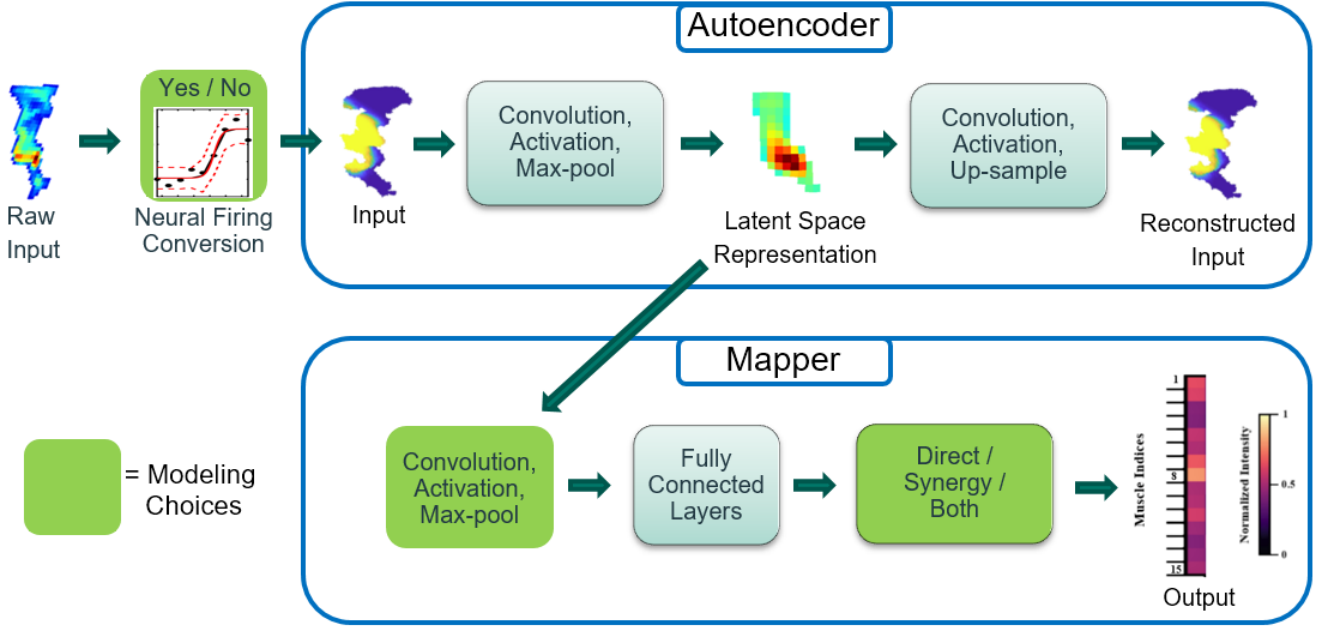 Autoencoder
Raw
Input
Yes / No
Neural Firing
Conversion
Input
Convolution,
Activation,
Max-pool
Latent Space
Representation
Convolution,
Activation,
Up-sample
Reconstructed
Input
Mapper
= Modeling
Choices
Convolution,
Activation,
Max-pool
Fully
Connected
Layers
Direct /
Synergy /
Both
Muscle Indices
1
8
15
Output
Normalized Intensity
1
0.5
0